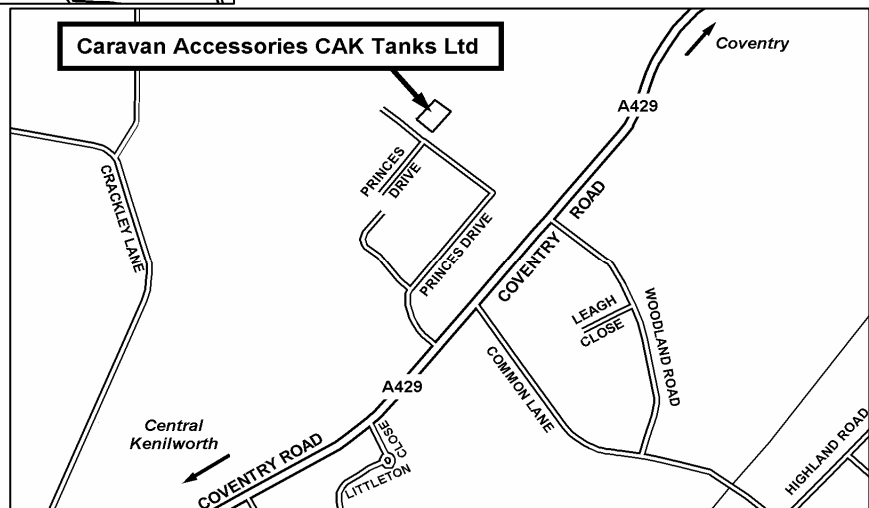 Caravan Accessories CAK Tanks Ltd
Coventry
A429
PRINCES
DRIVE
CRACKLEY LANE
PRINCES DRIVE
COVENTRY
ROAD
LEAGH
CLOSE
WOODLAND ROAD
COMMON LANE
A429
Central
Kenilworth
COVENTRY ROAD
LITTLETON
CLOSE
HIGHLAND ROAD